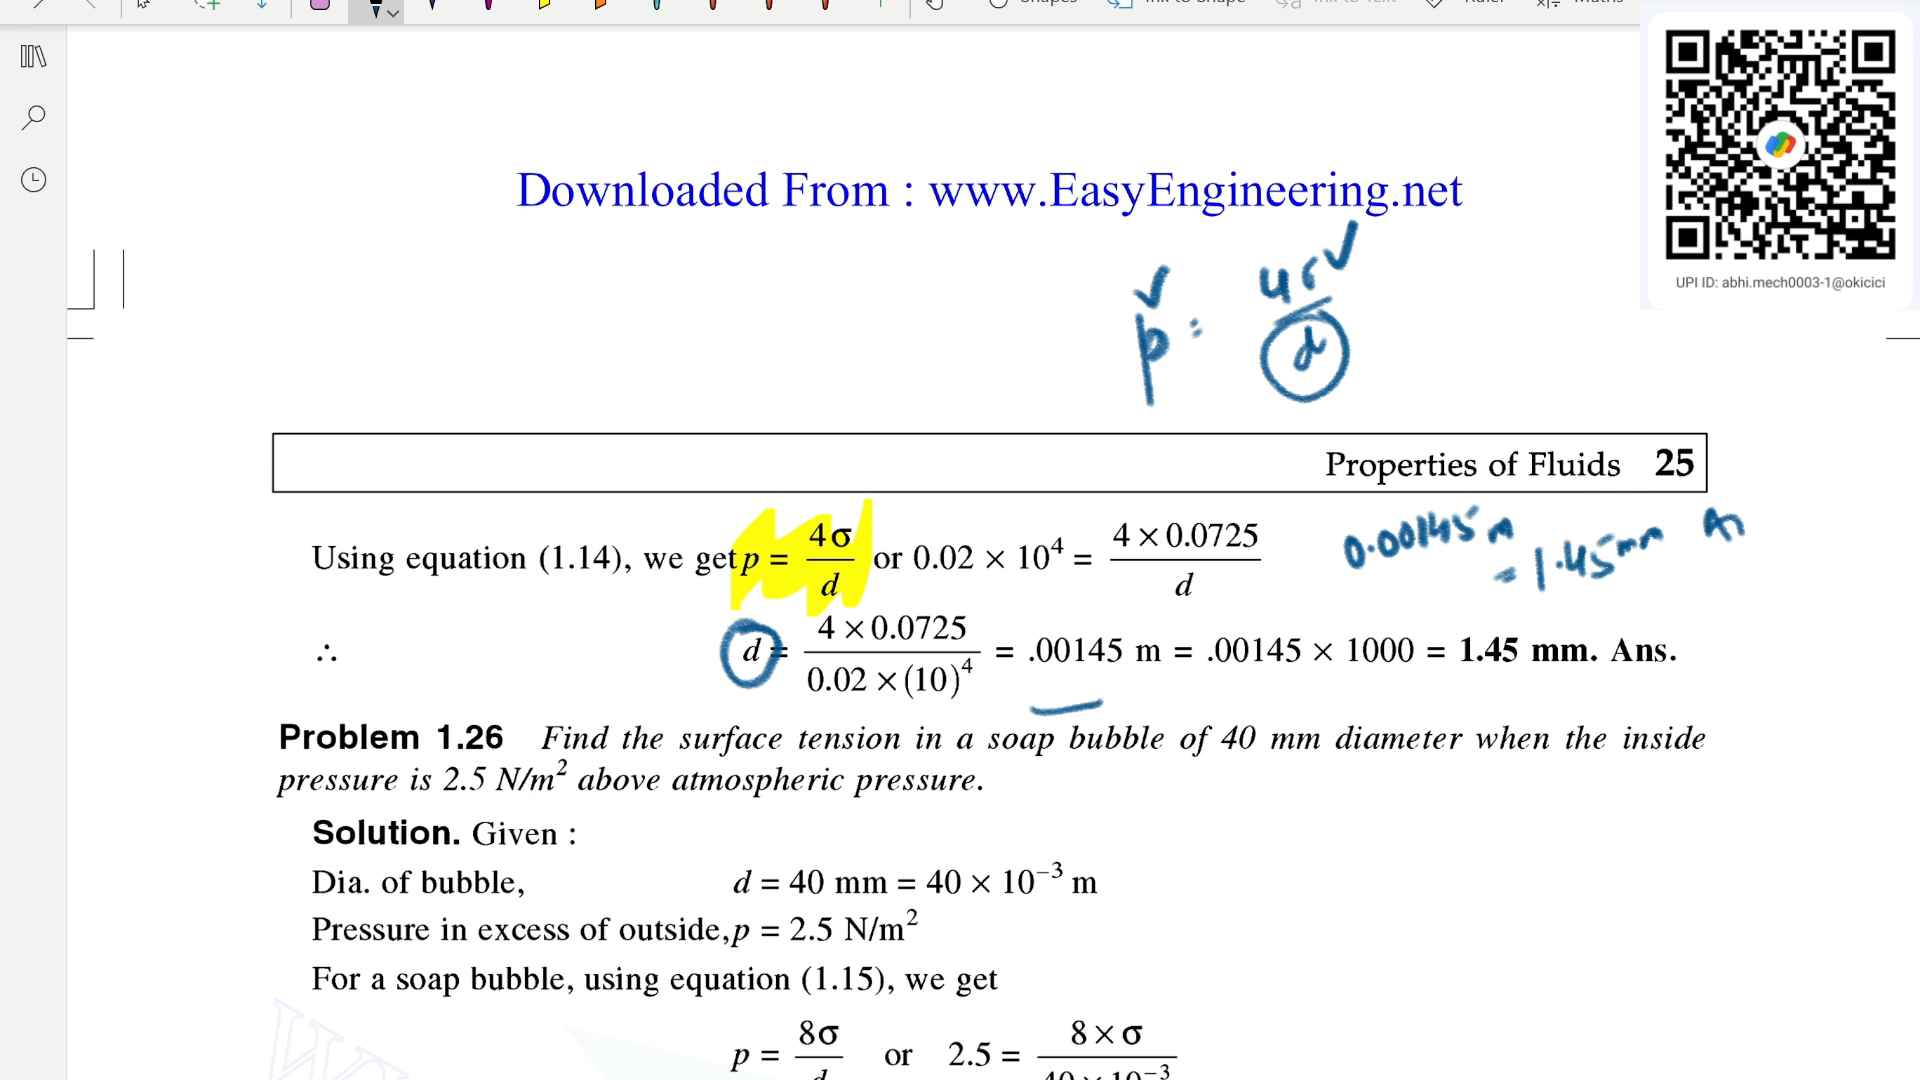 UPI ID: abhi.mech0003-1@okicici
Downloaded From : www.EasyEngineering.net
p = 4σ / d
Properties of Fluids 25
Using equation (1.14), we get p = 4σ / d or 0.02 × 10⁴ = 4 × 0.0725 / d
0.00145 m
= 1.45 mm An
∴ d = 4 × 0.0725 / 0.02 × (10)⁴ = .00145 m = .00145 × 1000 = 1.45 mm. Ans.
Problem 1.26 Find the surface tension in a soap bubble of 40 mm diameter when the inside
pressure is 2.5 N/m² above atmospheric pressure.
Solution. Given :
Dia. of bubble, d = 40 mm = 40 × 10⁻³ m
Pressure in excess of outside, p = 2.5 N/m²
For a soap bubble, using equation (1.15), we get
p = 8σ / d or 2.5 = 8 × σ / 40 × 10⁻³